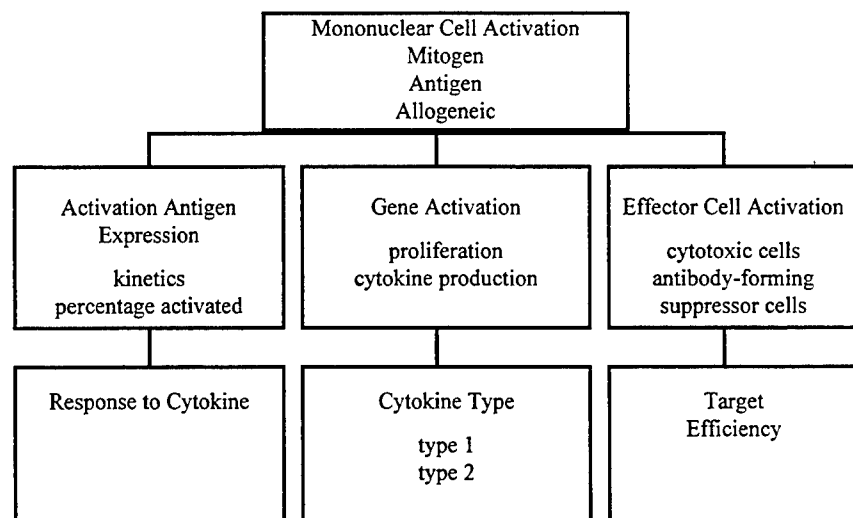 Mononuclear Cell Activation
Mitogen
Antigen
Allogeneic
Activation Antigen
Expression
kinetics
percentage activated
Gene Activation
proliferation
cytokine production
Effector Cell Activation
cytotoxic cells
antibody-forming
suppressor cells
Response to Cytokine
Cytokine Type
type 1
type 2
Target
Efficiency